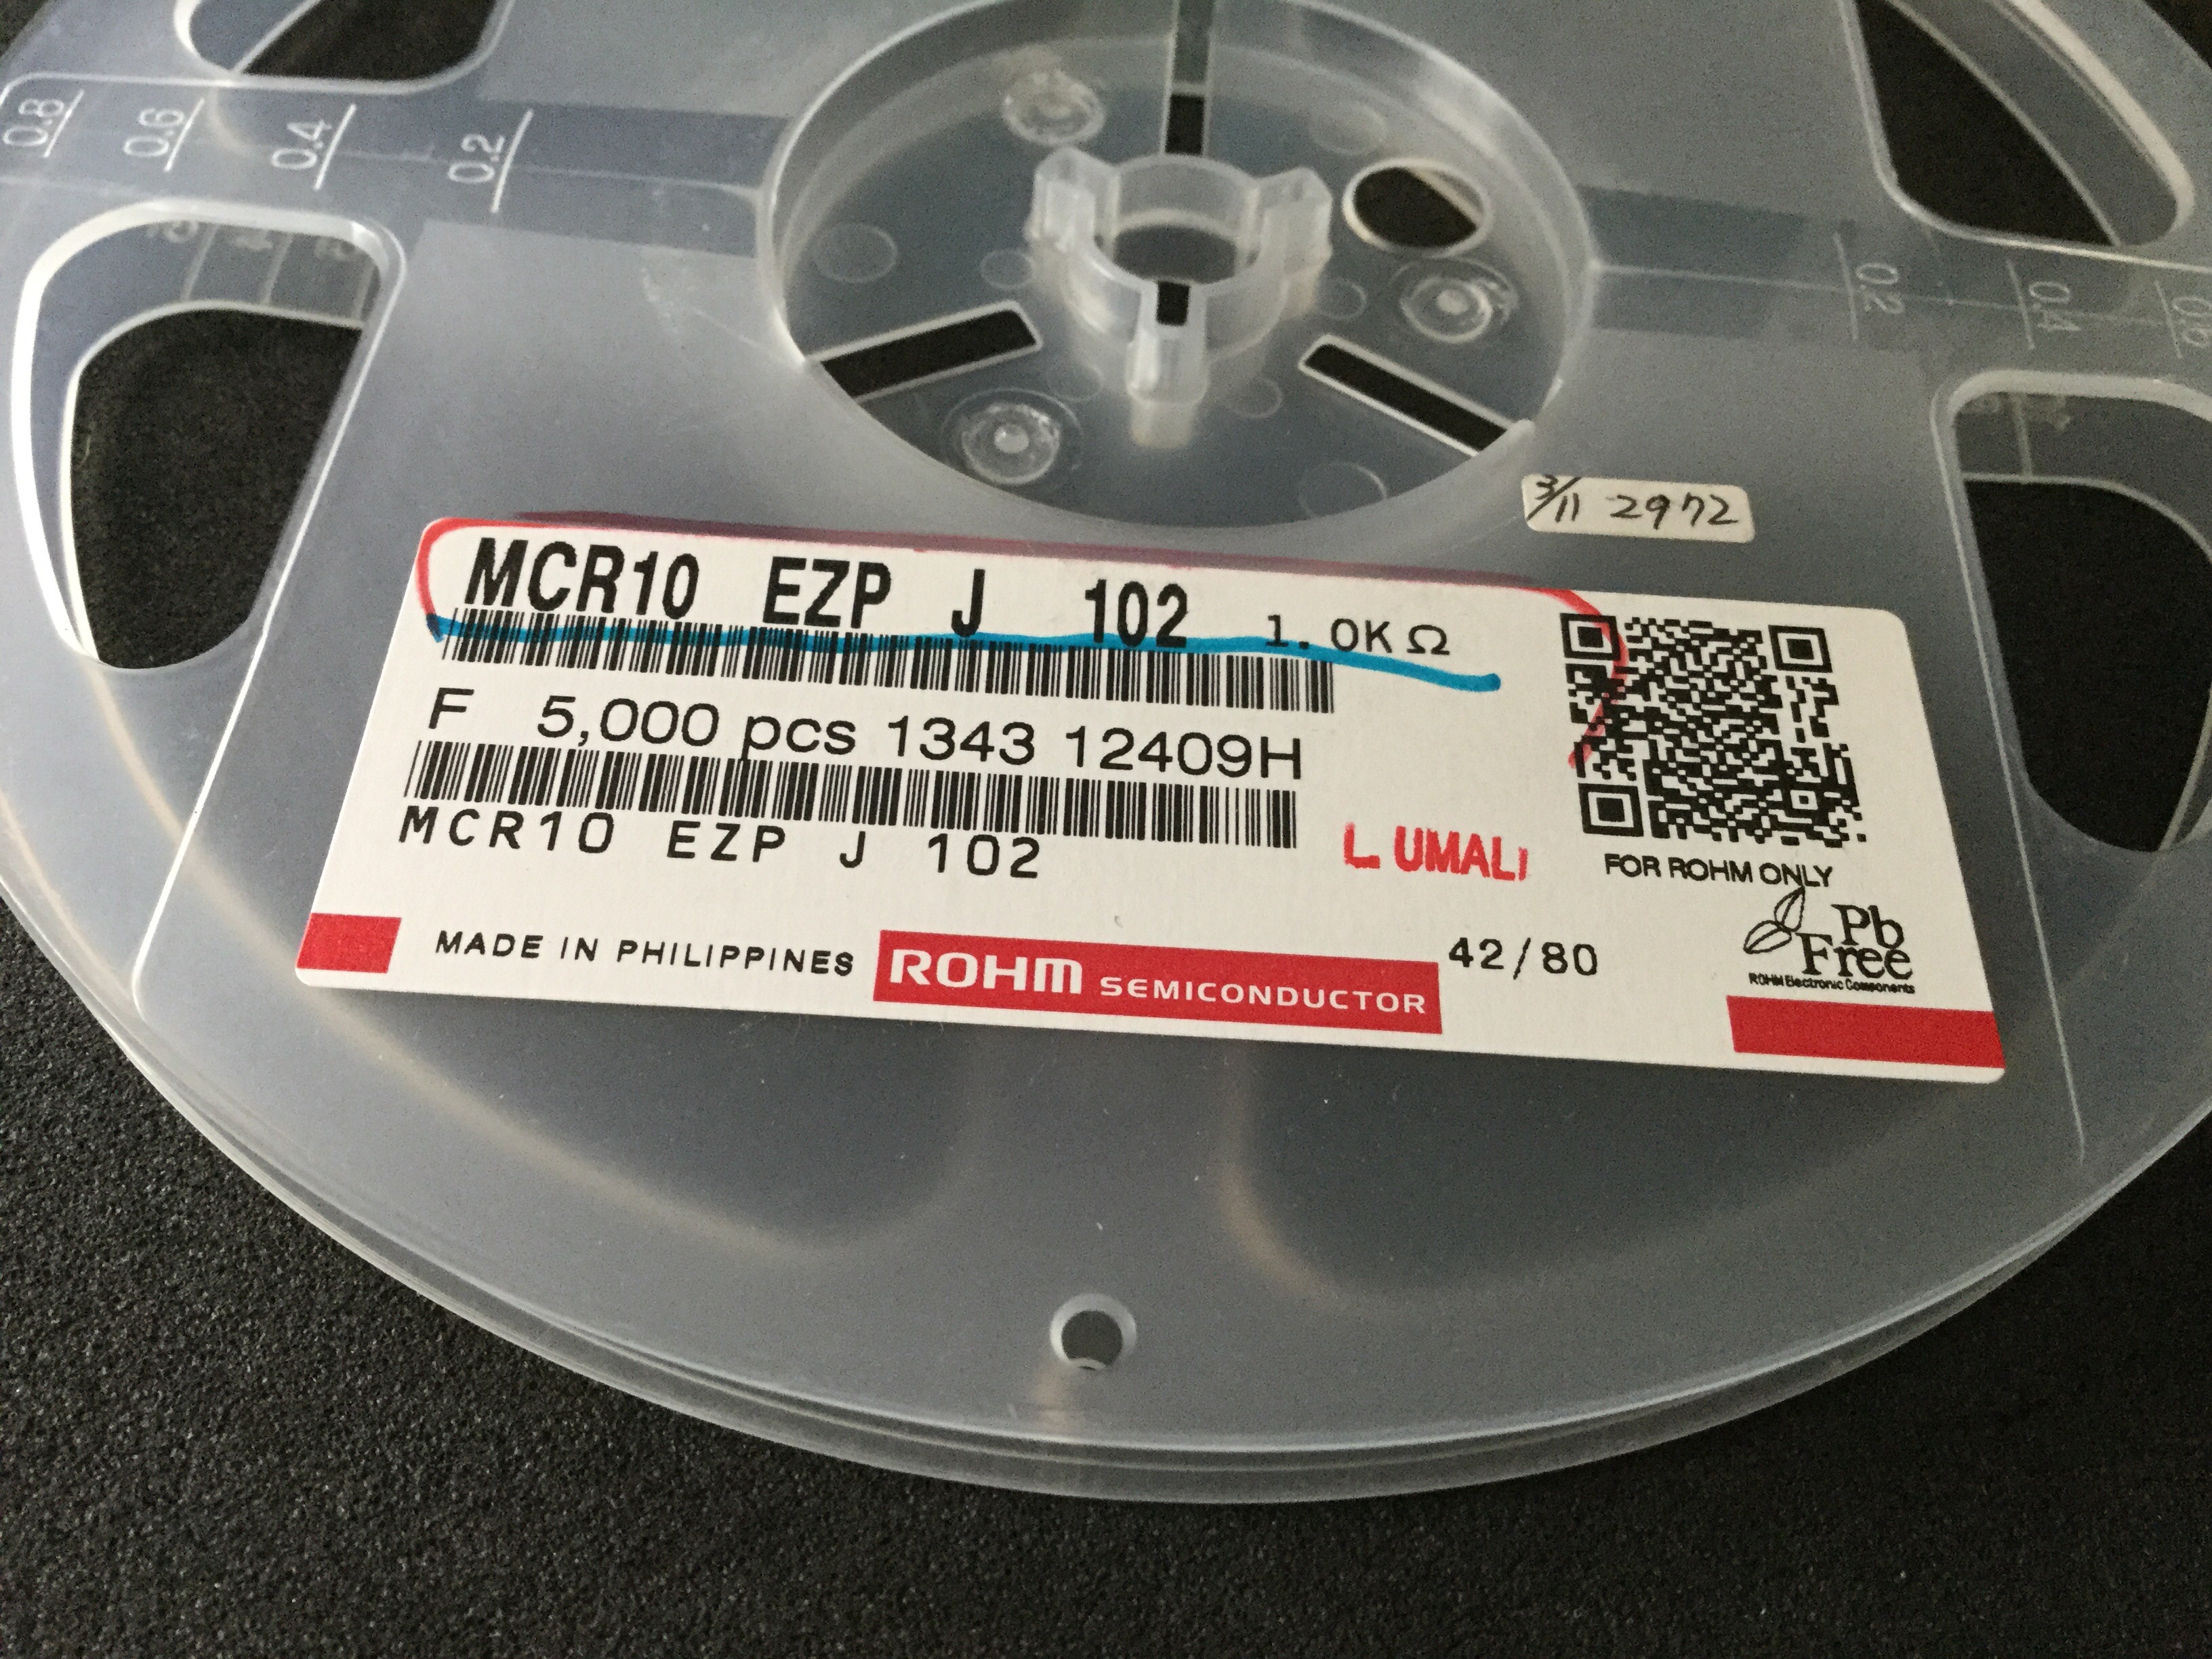 0.8 0.6 0.4 0.2
0.2 0.4 0.6
3/11 2972
MCR10 EZP J 102 1.0KΩ
F 5,000 pcs 1343 12409H
MCR10 EZP J 102
L UMALI
FOR ROHM ONLY
Pb
Free
ROHM Electronic Components
MADE IN PHILIPPINES
ROHM SEMICONDUCTOR
42/80